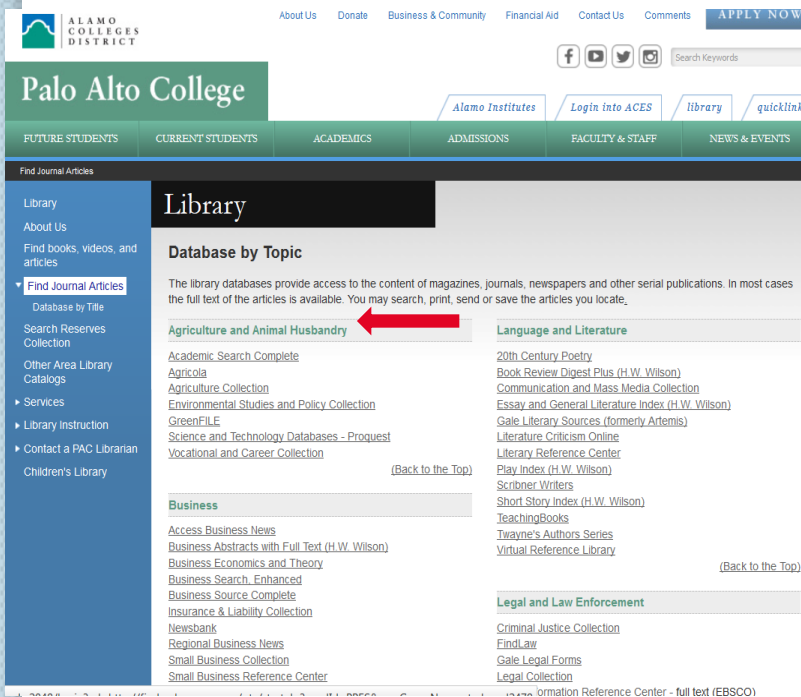 ALAMO
COLLEGES
DISTRICT
About Us Donate Business & Community Financial Aid Contact Us Comments APPLY NOW
Search Keywords
Palo Alto College
Alamo Institutes Login into ACES library quicklink
FUTURE STUDENTS CURRENT STUDENTS ACADEMICS ADMISSIONS FACULTY & STAFF NEWS & EVENTS
Find Journal Articles
Library
About Us
Find books, videos, and
articles
Find Journal Articles
Database by Title
Search Reserves
Collection
Other Area Library
Catalogs
Services
Library Instruction
Contact a PAC Librarian
Children's Library
Library
Database by Topic
The library databases provide access to the content of magazines, journals, newspapers and other serial publications. In most cases
the full text of the articles is available. You may search, print, send or save the articles you locate.
Agriculture and Animal Husbandry
Academic Search Complete
Agricola
Agriculture Collection
Environmental Studies and Policy Collection
GreenFILE
Science and Technology Databases - Proquest
Vocational and Career Collection
(Back to the Top)
Business
Access Business News
Business Abstracts with Full Text (H.W. Wilson)
Business Economics and Theory
Business Search, Enhanced
Business Source Complete
Insurance & Liability Collection
Newsbank
Regional Business News
Small Business Collection
Small Business Reference Center
Language and Literature
20th Century Poetry
Book Review Digest Plus (H.W. Wilson)
Communication and Mass Media Collection
Essay and General Literature Index (H.W. Wilson)
Gale Literary Sources (formerly Artemis)
Literature Criticism Online
Literary Reference Center
Play Index (H.W. Wilson)
Scribner Writers
Short Story Index (H.W. Wilson)
TeachingBooks
Twayne's Authors Series
Virtual Reference Library
(Back to the Top)
Legal and Law Enforcement
Criminal Justice Collection
FindLaw
Gale Legal Forms
Legal Collection
ormation Reference Center - full text (EBSCO)